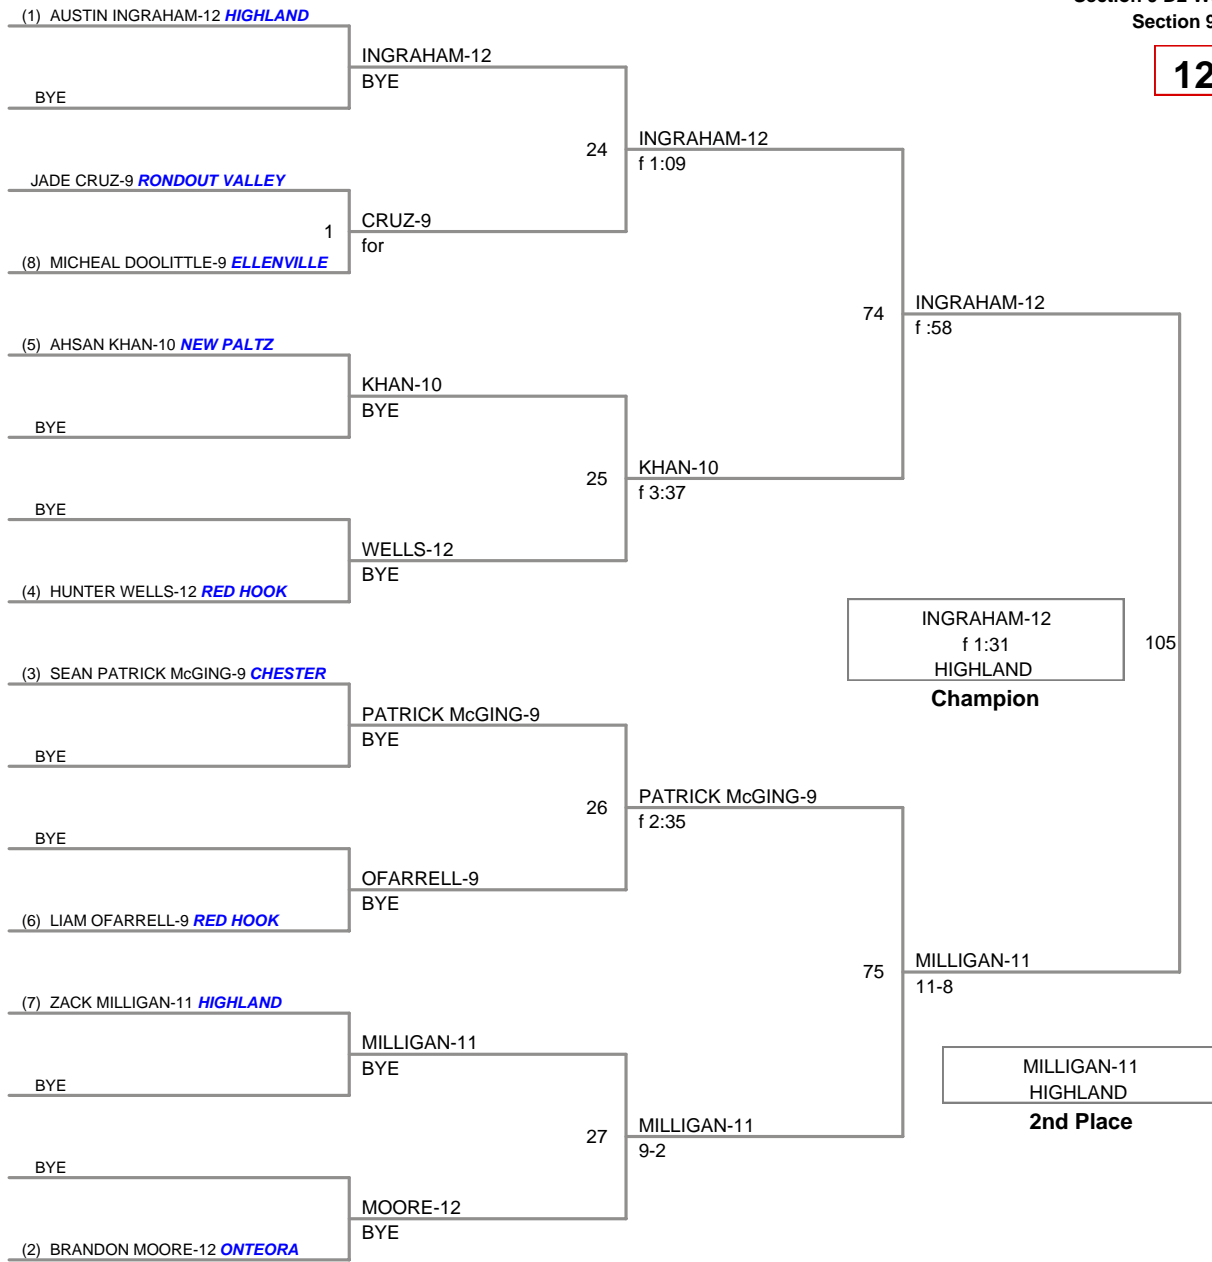 (1) AUSTIN INGRAHAM-12 HIGHLAND
Section 9
12
INGRAHAM-12
BYE
BYE
24
INGRAHAM-12
f 1:09
JADE CRUZ-9 RONDOUT VALLEY
1
CRUZ-9
for
(8) MICHEAL DOOLITTLE-9 ELLENVILLE
74
INGRAHAM-12
f :58
(5) AHSAN KHAN-10 NEW PALTZ
KHAN-10
BYE
BYE
25
KHAN-10
f 3:37
BYE
WELLS-12
BYE
(4) HUNTER WELLS-12 RED HOOK
INGRAHAM-12
f 1:31
HIGHLAND
Champion
105
(3) SEAN PATRICK McGING-9 CHESTER
PATRICK McGING-9
BYE
BYE
26
PATRICK McGING-9
f 2:35
BYE
OFARRELL-9
BYE
(6) LIAM OFARRELL-9 RED HOOK
75
MILLIGAN-11
11-8
(7) ZACK MILLIGAN-11 HIGHLAND
MILLIGAN-11
BYE
BYE
MILLIGAN-11
HIGHLAND
2nd Place
27
MILLIGAN-11
9-2
BYE
MOORE-12
BYE
(2) BRANDON MOORE-12 ONTEORA